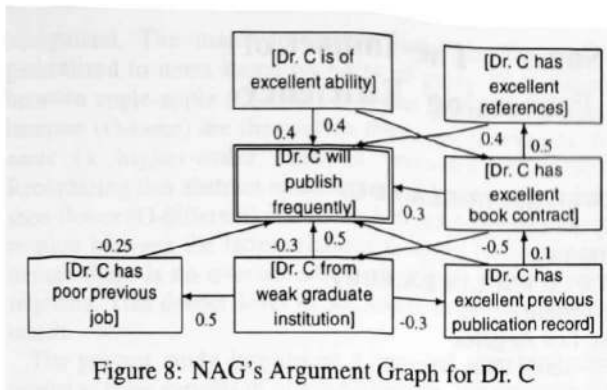 [Dr. C is of
excellent ability]
[Dr. C has
excellent
references]
0.4
0.4
0.4
0.5
[Dr. C will
publish
frequently]
[Dr. C has
excellent
book contract]
0.3
-0.25
-0.3
0.5
-0.5
0.1
[Dr. C has
poor previous
job]
[Dr. C from
weak graduate
institution]
[Dr. C has
excellent previous
publication record]
0.5
-0.3
Figure 8: NAG's Argument Graph for Dr. C